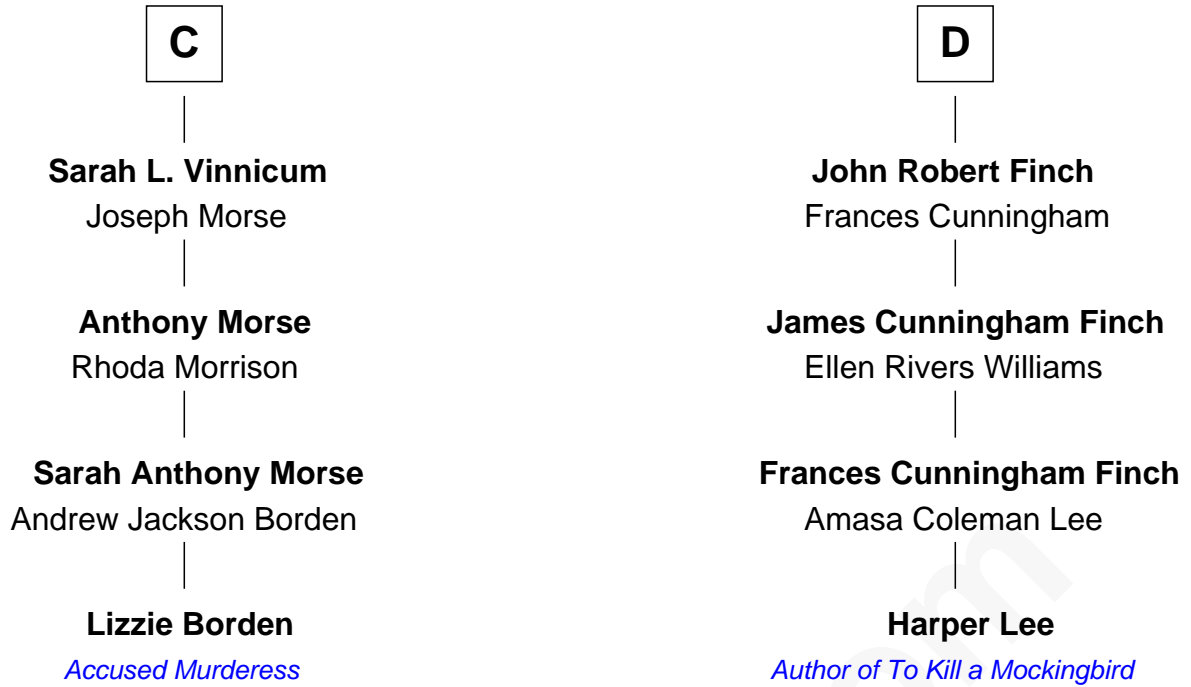 C
Sarah L. Vinnicum
Joseph Morse
Anthony Morse
Rhoda Morrison
Sarah Anthony Morse
Andrew Jackson Borden
Lizzie Borden
Accused Murderess
D
John Robert Finch
Frances Cunningham
James Cunningham Finch
Ellen Rivers Williams
Frances Cunningham Finch
Amasa Coleman Lee
Harper Lee
Author of To Kill a Mockingbird